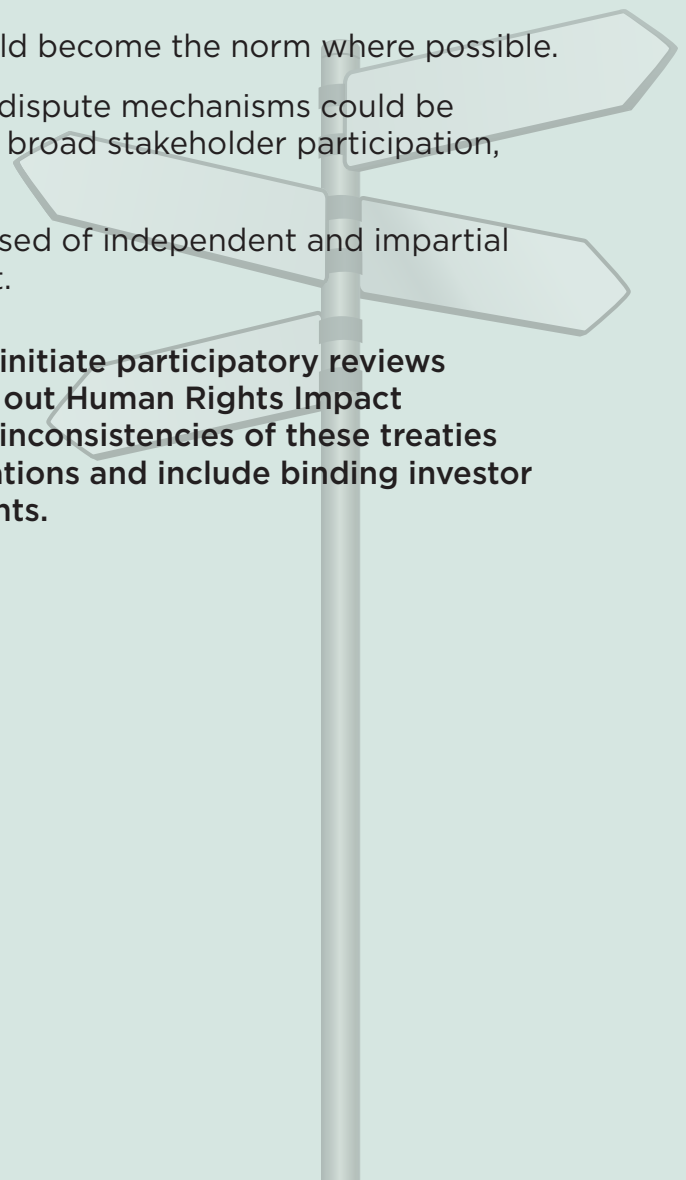 ld become the norm where possible.
dispute mechanisms could be
broad stakeholder participation,
sed of independent and impartial
t.
initiate participatory reviews
out Human Rights Impact
inconsistencies of these treaties
ations and include binding investor
nts.